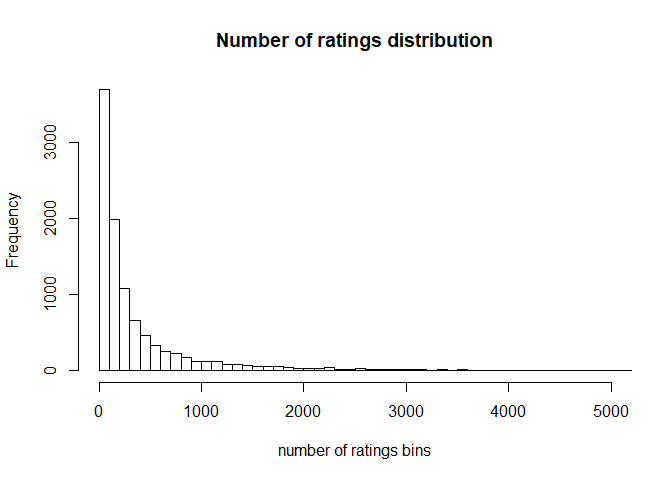 Number of ratings distribution
Frequency
3000
2000
1000
0
0 1000 2000 3000 4000 5000
number of ratings bins